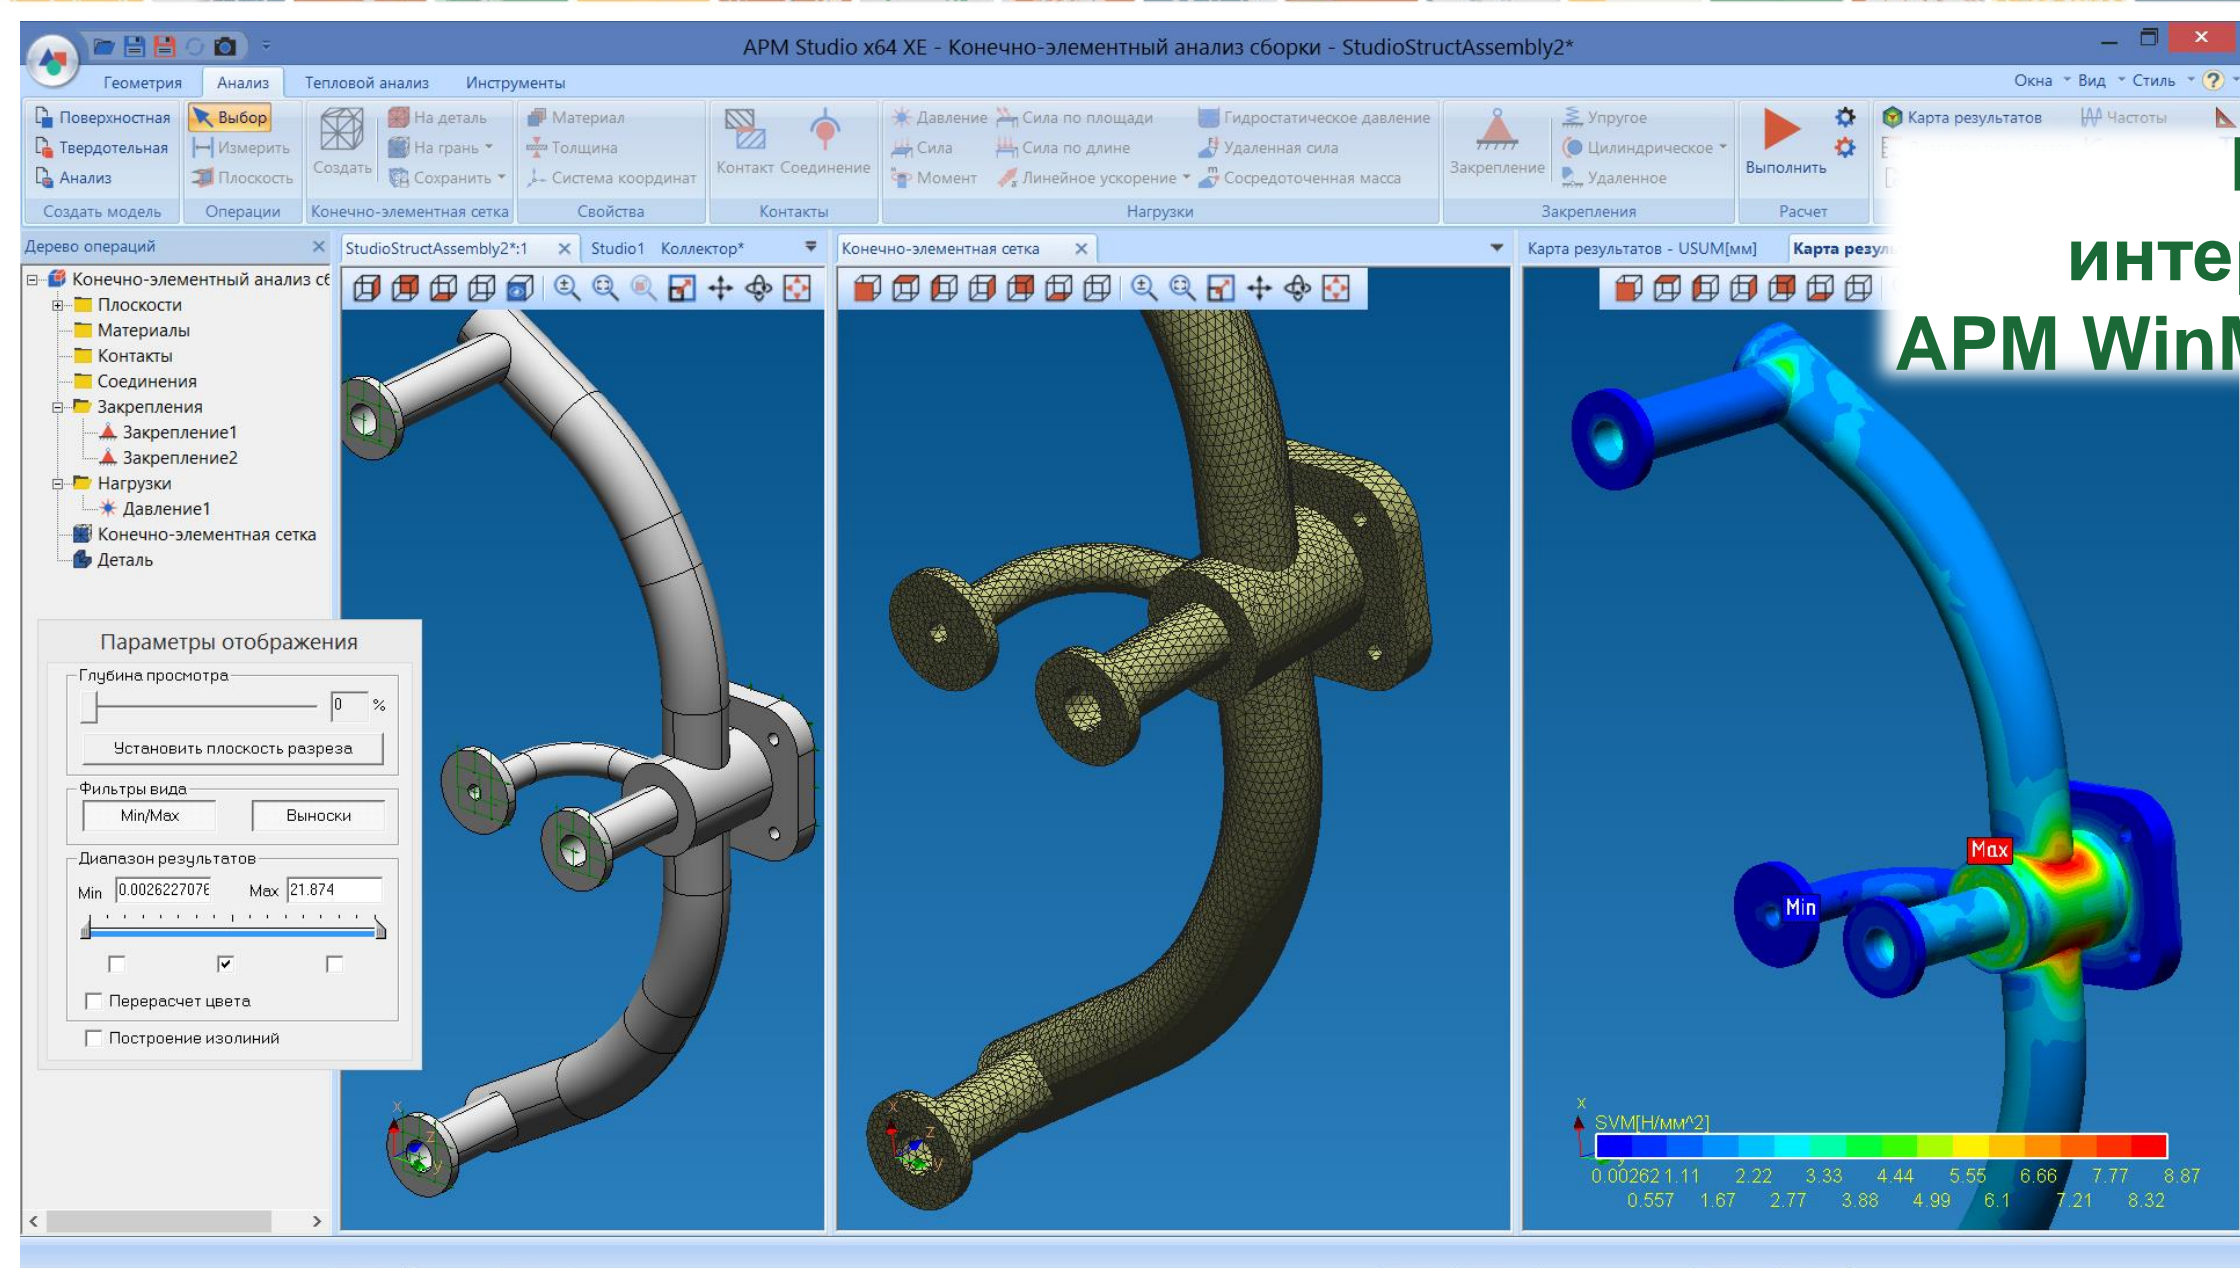 APM Studio x64 XE - Конечно-элементный анализ сборки - StudioStructAssembly2*
Геометрия Анализ Тепловой анализ Инструменты Окна Вид Стиль
Поверхностная
Твердотельная
Анализ
Создать модель
Выбор
Измерить
Плоскость
Операции
Создать
На деталь
На грань
Сохранить
Конечно-элементная сетка
Материал
Толщина
Система координат
Свойства
Контакт Соединение
Контакты
Давление Сила по площади Гидростатическое давление
Сила Сила по длине Удаленная сила
Момент Линейное ускорение Сосредоточенная масса
Нагрузки
Закрепление
Упругое
Цилиндрическое
Удаленное
Закрепления
Выполнить
Расчет
Карта результатов Частоты
APM WinM
Дерево операций
Конечно-элементный анализ сб
Плоскости
Материалы
Контакты
Соединения
Закрепления
Закрепление1
Закрепление2
Нагрузки
Давление1
Конечно-элементная сетка
Деталь
StudioStructAssembly2*:1 Studio1 Коллектор*
Конечно-элементная сетка
Карта результатов - USUM[мм] Карта резул
Параметры отображения
Глубина просмотра
0 %
Установить плоскость разреза
Фильтры вида
Min/Max Выноски
Диапазон результатов
Min 0.0026227076 Max 21.874
Перерасчет цвета
Построение изолиний
x
z
y
x
z
y
Max
Min
x
SVM[Н/мм^2]
0.00262 1.11 2.22 3.33 4.44 5.55 6.66 7.77 8.87
0.557 1.67 2.77 3.88 4.99 6.1 7.21 8.32